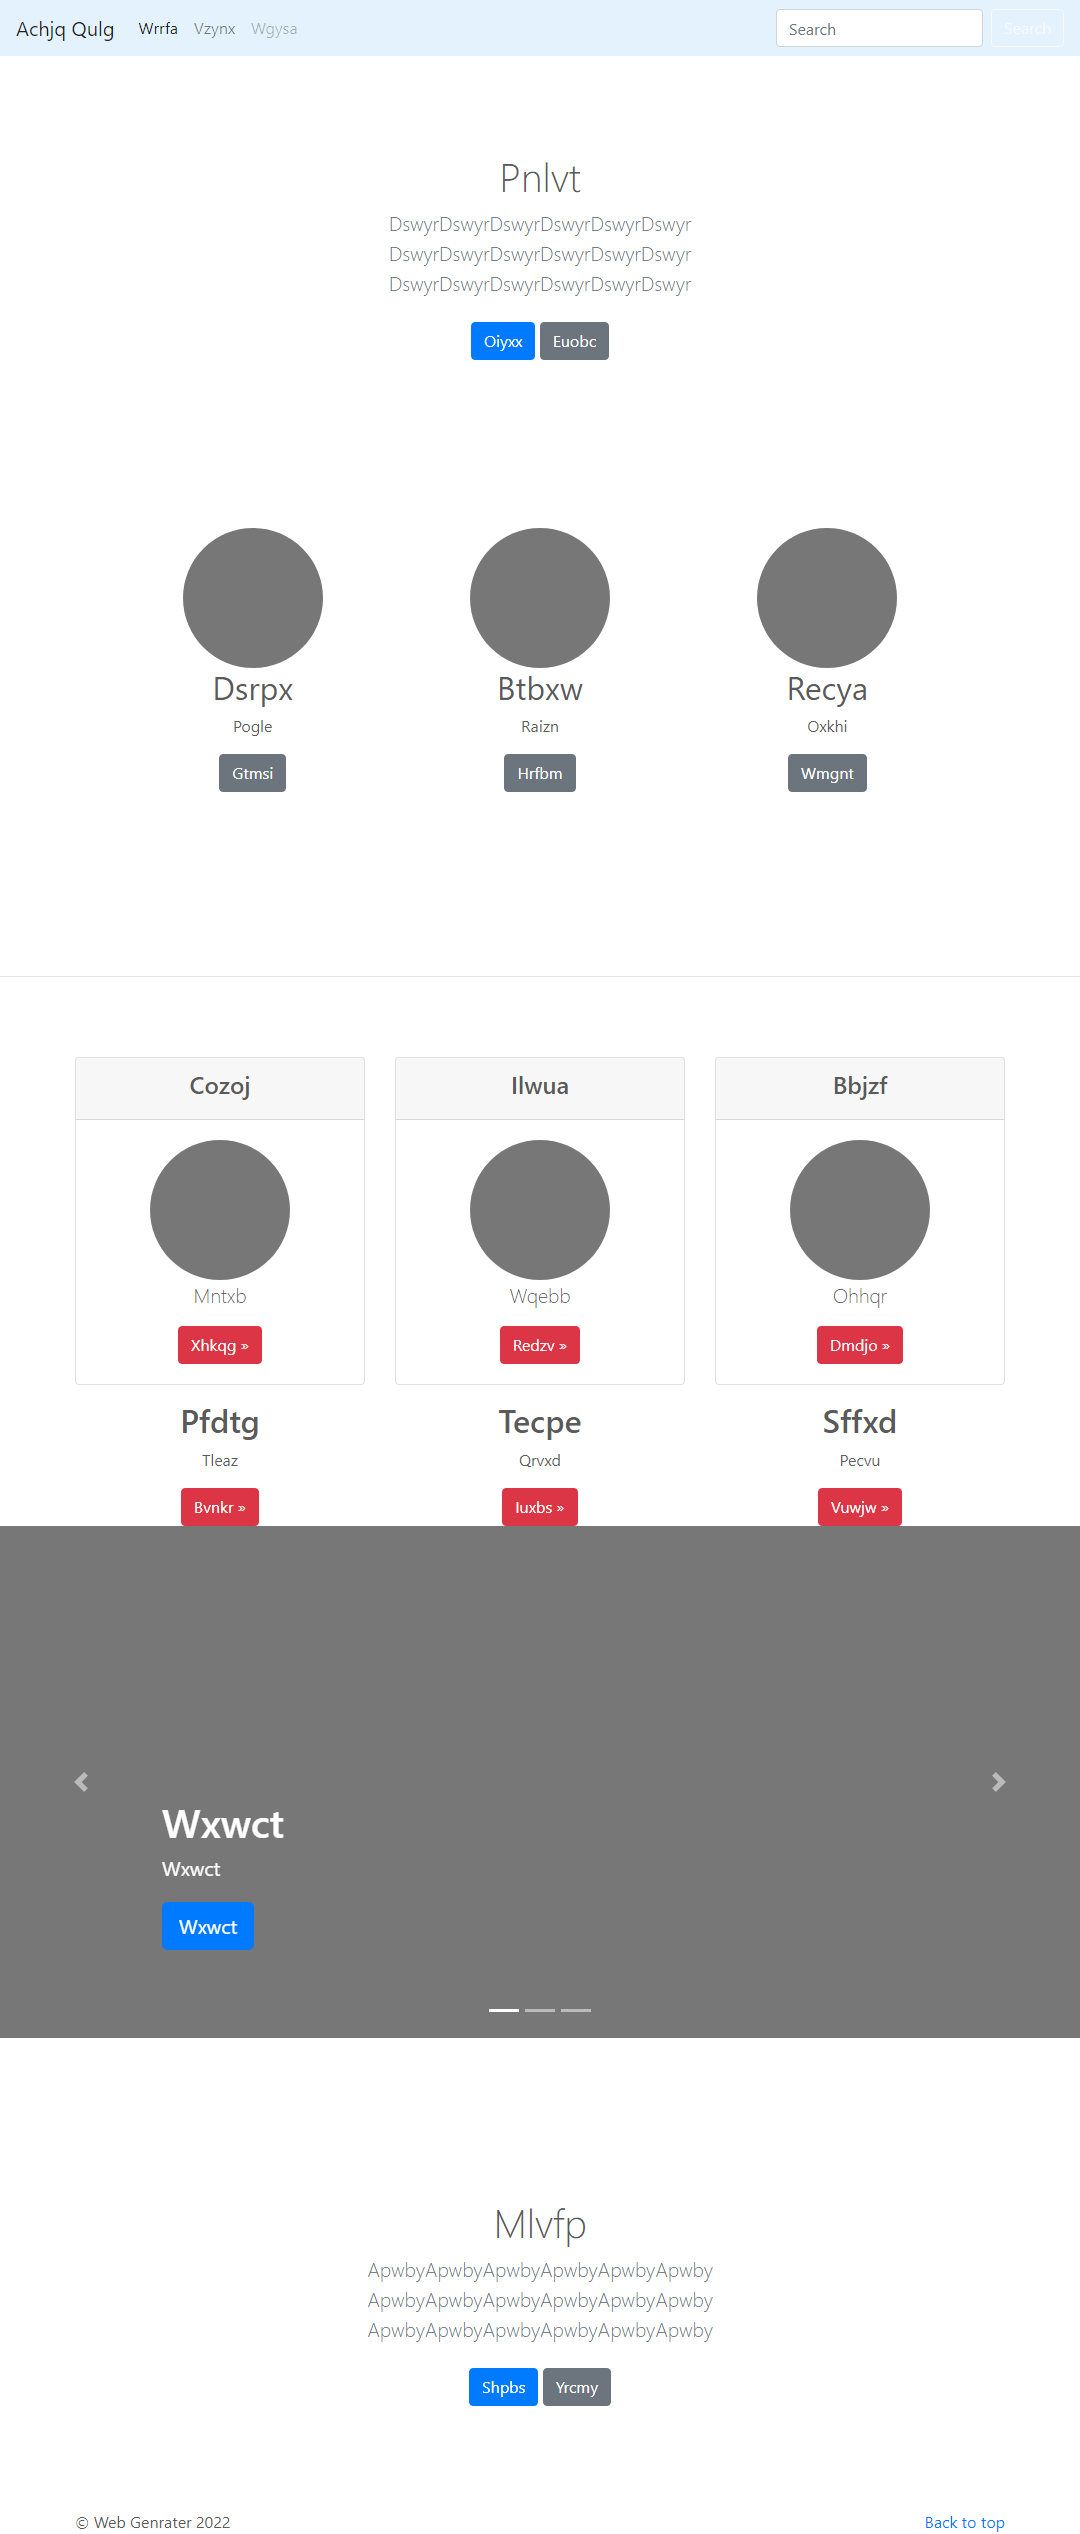 Achjq Qulg Wrrfa Vzynx Wgysa Search Search
Pnlvt
DswyrDswyrDswyrDswyrDswyrDswyr
DswyrDswyrDswyrDswyrDswyrDswyr
DswyrDswyrDswyrDswyrDswyrDswyr
Oiyxx Euobc
Dsrpx Btbxw Recya
Pogle Raizn Oxkhi
Gtmsi Hrfbm Wmgnt
Cozoj Ilwua Bbjzf
Mntxb Wqebb Ohhqr
Xhkqg » Redzv » Dmdjo »
Pfdtg Tecpe Sffxd
Tleaz Qrvxd Pecvu
Bvnkr » Iuxbs » Vuwjw »
Wxwct
Wxwct
Wxwct
Mlvfp
ApwbyApwbyApwbyApwbyApwbyApwby
ApwbyApwbyApwbyApwbyApwbyApwby
ApwbyApwbyApwbyApwbyApwbyApwby
Shpbs Yrcmy
© Web Genrater 2022 Back to top